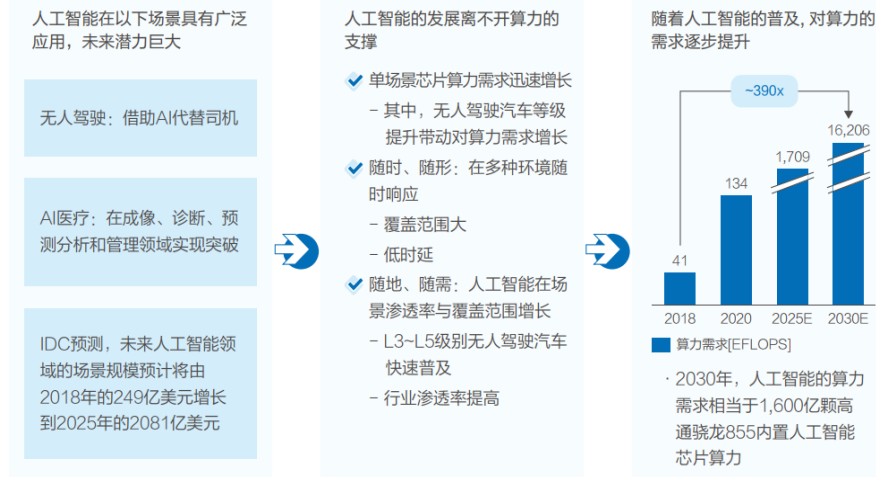 人工智能在以下场景具有广泛
应用，未来潜力巨大
无人驾驶：借助AI代替司机
AI医疗：在成像、诊断、预
测分析和管理领域实现突破
IDC预测，未来人工智能领
域的场景规模预计将由
2018年的249亿美元增长
到2025年的2081亿美元
人工智能的发展离不开算力的
支撑
单场景芯片算力需求迅速增长
– 其中，无人驾驶汽车等级
提升带动对算力需求增长
随时、随形：在多种环境随
时响应
– 覆盖范围大
– 低时延
随地、随需：人工智能在场
景渗透率与覆盖范围增长
– L3~L5级别无人驾驶汽车
快速普及
– 行业渗透率提高
随着人工智能的普及, 对算力的
需求逐步提升
~390x
16,206
1,709
134
41
2018 2020 2025E 2030E
算力需求[EFLOPS]
· 2030年，人工智能的算力
需求相当于1,600亿颗高
通骁龙855内置人工智能
芯片算力